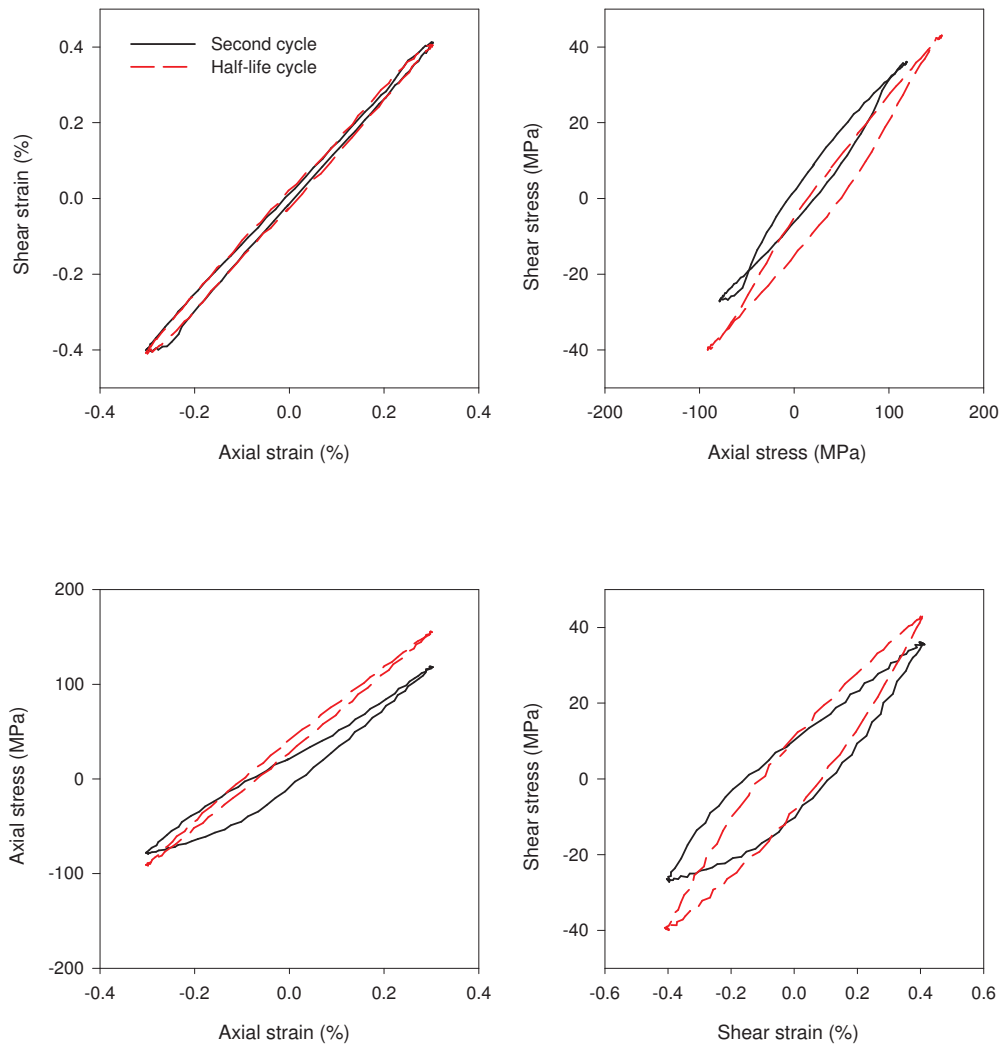 0.4
0.2
0.0
-0.2
-0.4
Shear strain (%)
Second cycle
Half-life cycle
-0.4 -0.2 0.0 0.2 0.4
Axial strain (%)
40
20
0
-20
-40
Shear stress (MPa)
-200 -100 0 100 200
Axial stress (MPa)
200
100
0
-100
-200
Axial stress (MPa)
-0.4 -0.2 0.0 0.2 0.4
Axial strain (%)
40
20
0
-20
-40
Shear stress (MPa)
-0.6 -0.4 -0.2 0.0 0.2 0.4 0.6
Shear strain (%)